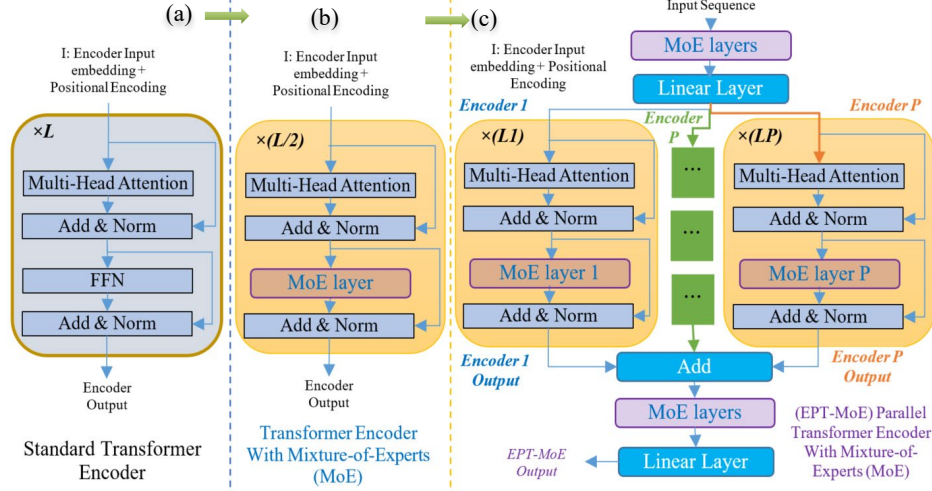 (a)
I: Encoder Input
embedding +
Positional Encoding
×L
Multi-Head Attention
Add & Norm
FFN
Add & Norm
Encoder
Output
Standard Transformer
Encoder
(b)
I: Encoder Input
embedding +
Positional Encoding
×(L/2)
Multi-Head Attention
Add & Norm
MoE layer
Add & Norm
Encoder
Output
Transformer Encoder
With Mixture-of-Experts
(MoE)
(c)
Input Sequence
MoE layers
Linear Layer
I: Encoder Input
embedding + Positional
Encoding
Encoder 1
×(L1)
Multi-Head Attention
Add & Norm
MoE layer 1
Add & Norm
Encoder 1
Output
Encoder
P
...
...
...
Encoder P
×(LP)
Multi-Head Attention
Add & Norm
MoE layer P
Add & Norm
Encoder P
Output
Add
MoE layers
Linear Layer
EPT-MoE
Output
(EPT-MoE) Parallel
Transformer Encoder
With Mixture-of-
Experts (MoE)